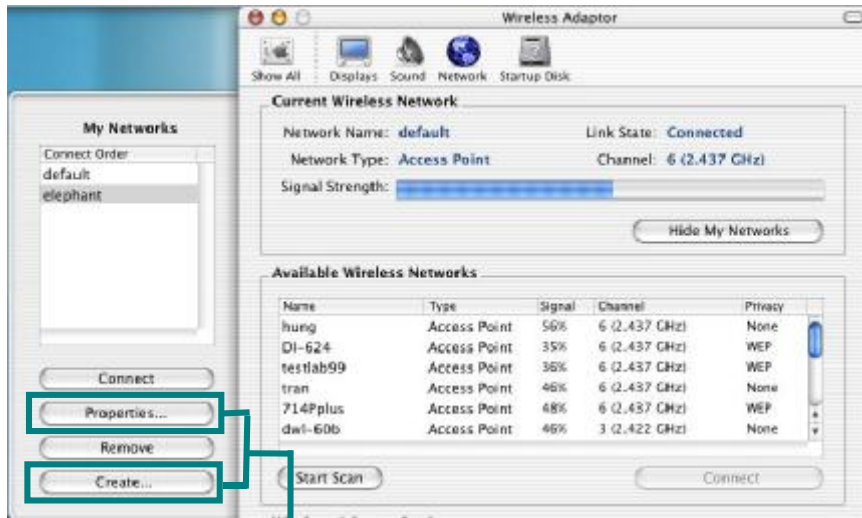 Wireless Adaptor
Show All Displays Sound Network Startup Disk
My Networks
Connect Order
default
elephant
Connect
Properties...
Remove
Create...
Current Wireless Network
Network Name: default Link State: Connected
Network Type: Access Point Channel: 6 (2.437 GHz)
Signal Strength:
Hide My Networks
Available Wireless Networks
Name Type Signal Channel Privacy
hung Access Point 56% 6 (2.437 GHz) None
DI-624 Access Point 35% 6 (2.437 GHz) WEP
testlab99 Access Point 36% 6 (2.437 GHz) WEP
tran Access Point 46% 6 (2.437 GHz) None
714Pplus Access Point 48% 6 (2.437 GHz) WEP
dwl-60b Access Point 46% 3 (2.422 GHz) None
Start Scan Connect